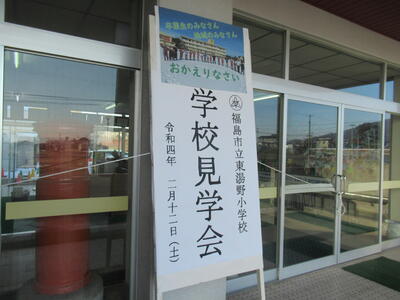 卒業生のみなさん
地域のみなさん
おかえりなさい
福島市立東湯野小学校
学校見学会
令和四年 二月十二日(土)